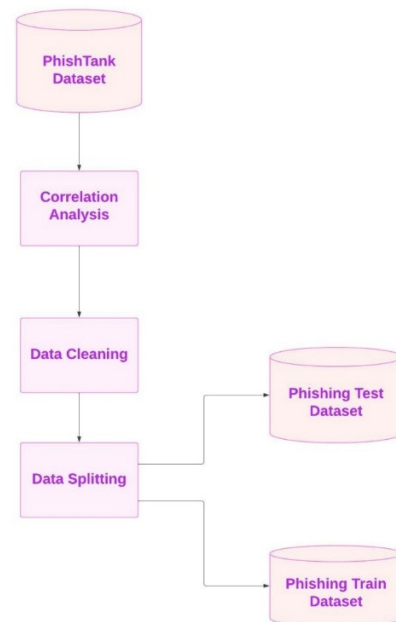 PhishTank
Dataset
Correlation
Analysis
Data Cleaning
Data Splitting
Phishing Test
Dataset
Phishing Train
Dataset